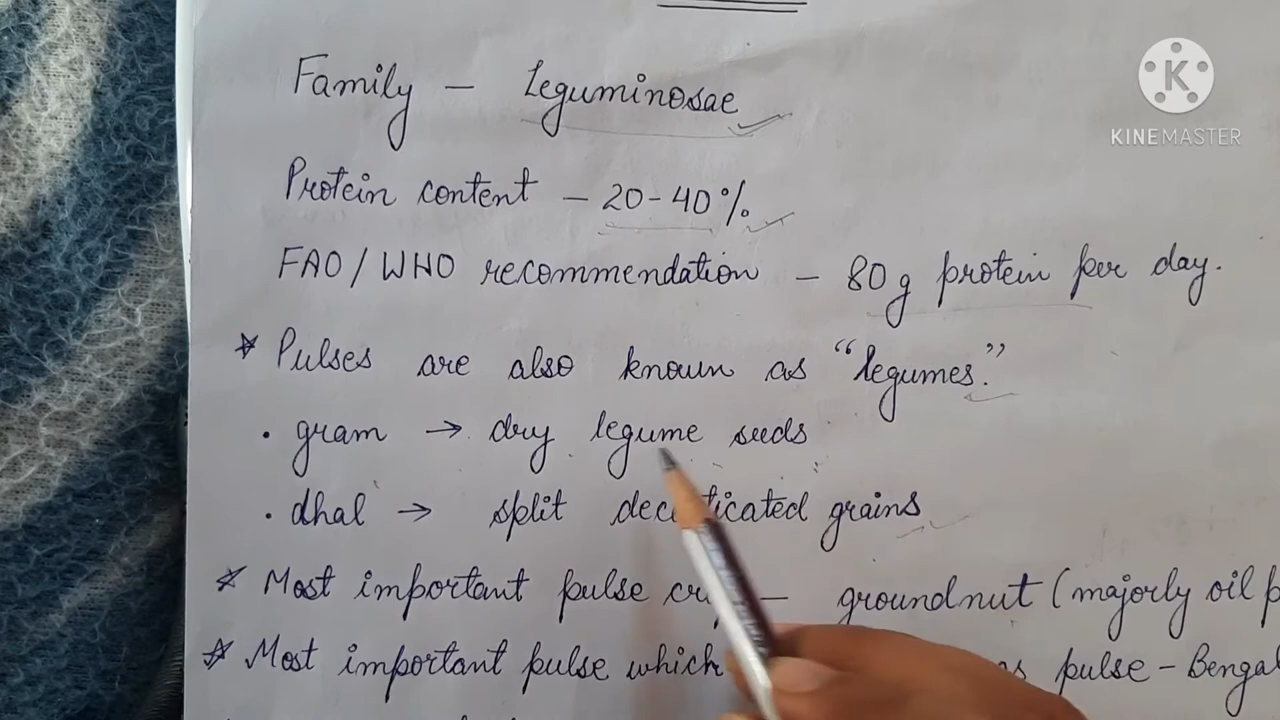 Family - Leguminosae
K
KINEMASTER
Protein content - 20-40%.
FAO/WHO recommendation - 80g protein per day.
* Pulses are also known as "legumes."
. gram → dry legume seeds
. dhal → split grains
* Most important pulse - groundnut (majorly oil
* Most important pulse which pulse - Bengal